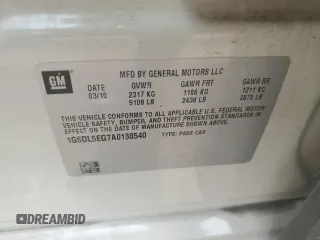 GM
MFD BY GENERAL MOTORS LLC
DATE GVWR GAWR FRT GAWR RR
03/10 2317 KG 1106 KG 1211 KG
5108 LB 2438 LB 2670 LB
THIS VEHICLE CONFORMS TO ALL APPLICABLE U.S. FEDERAL MOTOR
VEHICLE SAFETY, BUMPER, AND THEFT PREVENTION STANDARDS IN
EFFECT ON THE DATE OF MANUFACTURE SHOWN ABOVE.
1G6DL5EG7A0138540 TYPE: PASS CAR
DREAMBID